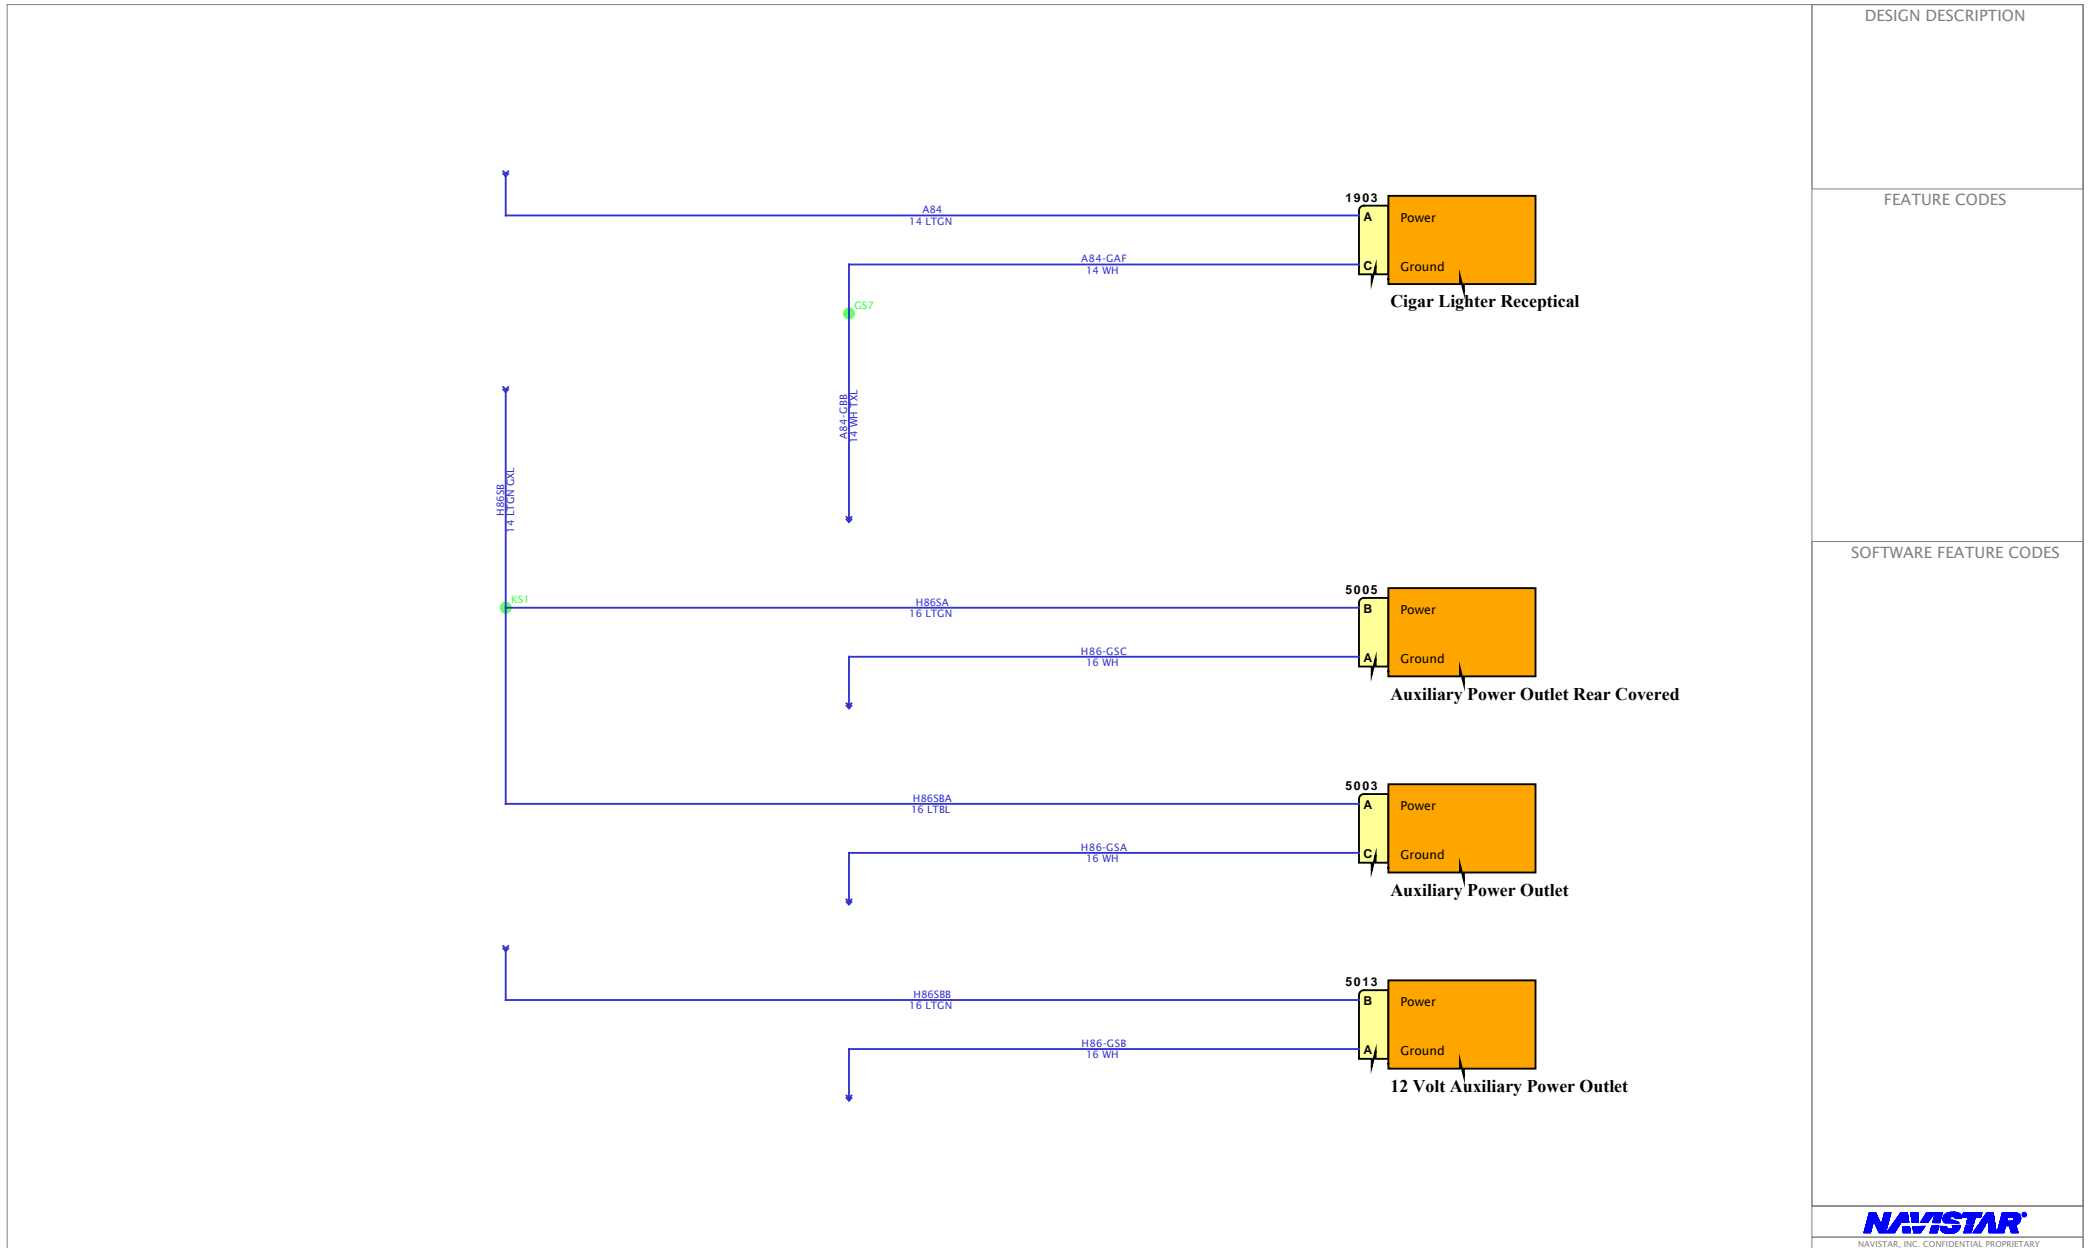 DESIGN DESCRIPTION
FEATURE CODES
SOFTWARE FEATURE CODES
A84
14 LTGN
1903
A
Power
A84-GAF
14 WH
C
Ground
Cigar Lighter Receptical
GS7
A84-GBB
14 WH TXL
H86SB
14 LTGN GXL
KS1
H86SA
16 LTGN
5005
B
Power
H86-GSC
16 WH
A
Ground
Auxiliary Power Outlet Rear Covered
H86SBA
16 LTBL
5003
A
Power
H86-GSA
16 WH
C
Ground
Auxiliary Power Outlet
H86SBB
16 LTGN
5013
B
Power
H86-GSB
16 WH
A
Ground
12 Volt Auxiliary Power Outlet
NAVISTAR
NAVISTAR, INC. CONFIDENTIAL PROPRIETARY